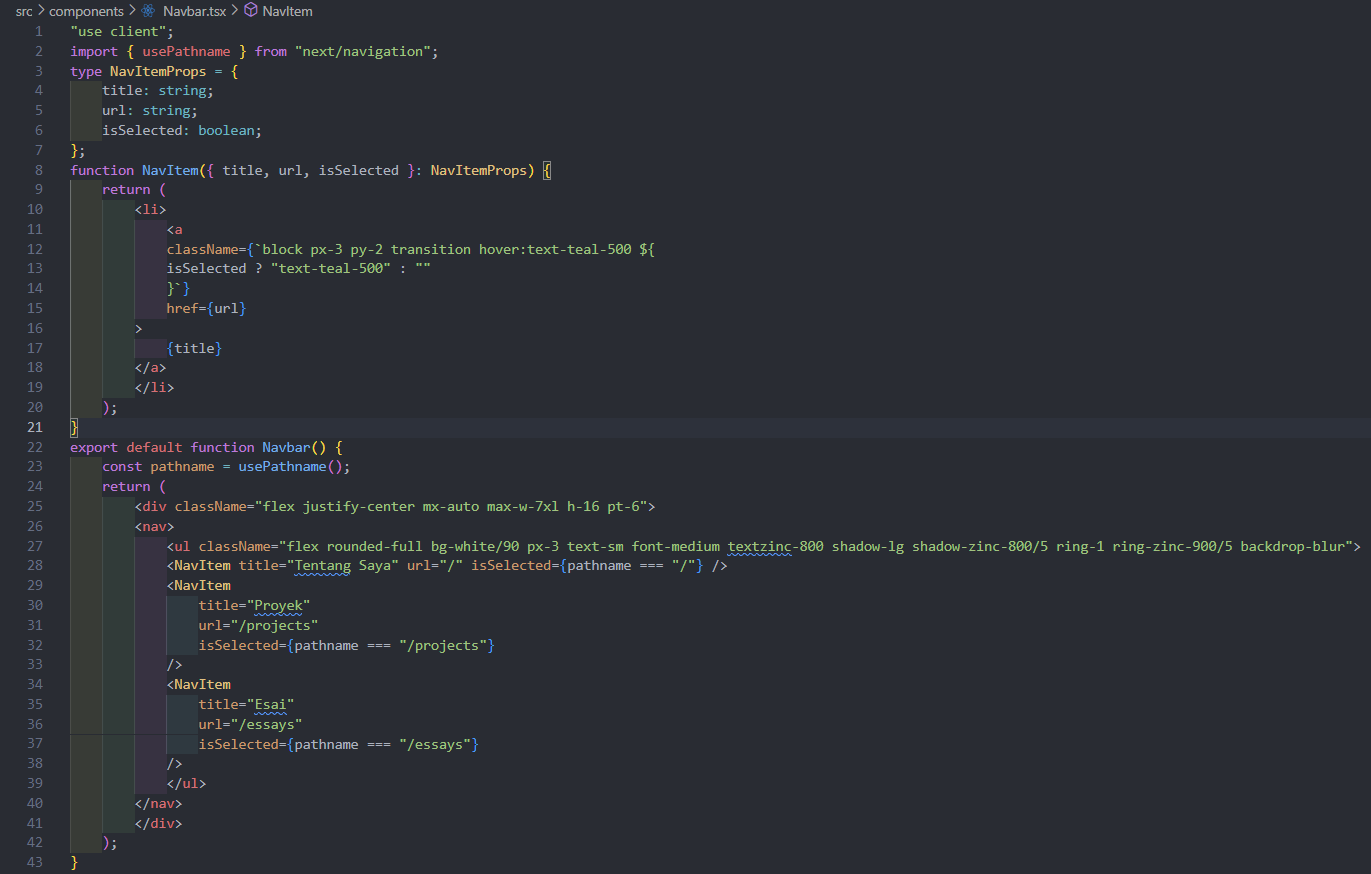 src > components > Navbar.tsx > NavItem
1 "use client";
2 import { usePathname } from "next/navigation";
3 type NavItemProps = {
4     title: string;
5     url: string;
6     isSelected: boolean;
7 };
8 function NavItem({ title, url, isSelected }: NavItemProps) {
9     return (
10         <li>
11             <a
12             className={`block px-3 py-2 transition hover:text-teal-500 ${
13             isSelected ? "text-teal-500" : ""
14             }`}
15             href={url}
16         >
17             {title}
18         </a>
19         </li>
20     );
21 }
22 export default function Navbar() {
23     const pathname = usePathname();
24     return (
25         <div className="flex justify-center mx-auto max-w-7xl h-16 pt-6">
26         <nav>
27             <ul className="flex rounded-full bg-white/90 px-3 text-sm font-medium textzinc-800 shadow-lg shadow-zinc-800/5 ring-1 ring-zinc-900/5 backdrop-blur">
28             <NavItem title="Tentang Saya" url="/" isSelected={pathname === "/"} />
29             <NavItem
30                 title="Proyek"
31                 url="/projects"
32                 isSelected={pathname === "/projects"}
33             />
34             <NavItem
35                 title="Esai"
36                 url="/essays"
37                 isSelected={pathname === "/essays"}
38             />
39             </ul>
40         </nav>
41         </div>
42     );
43 }